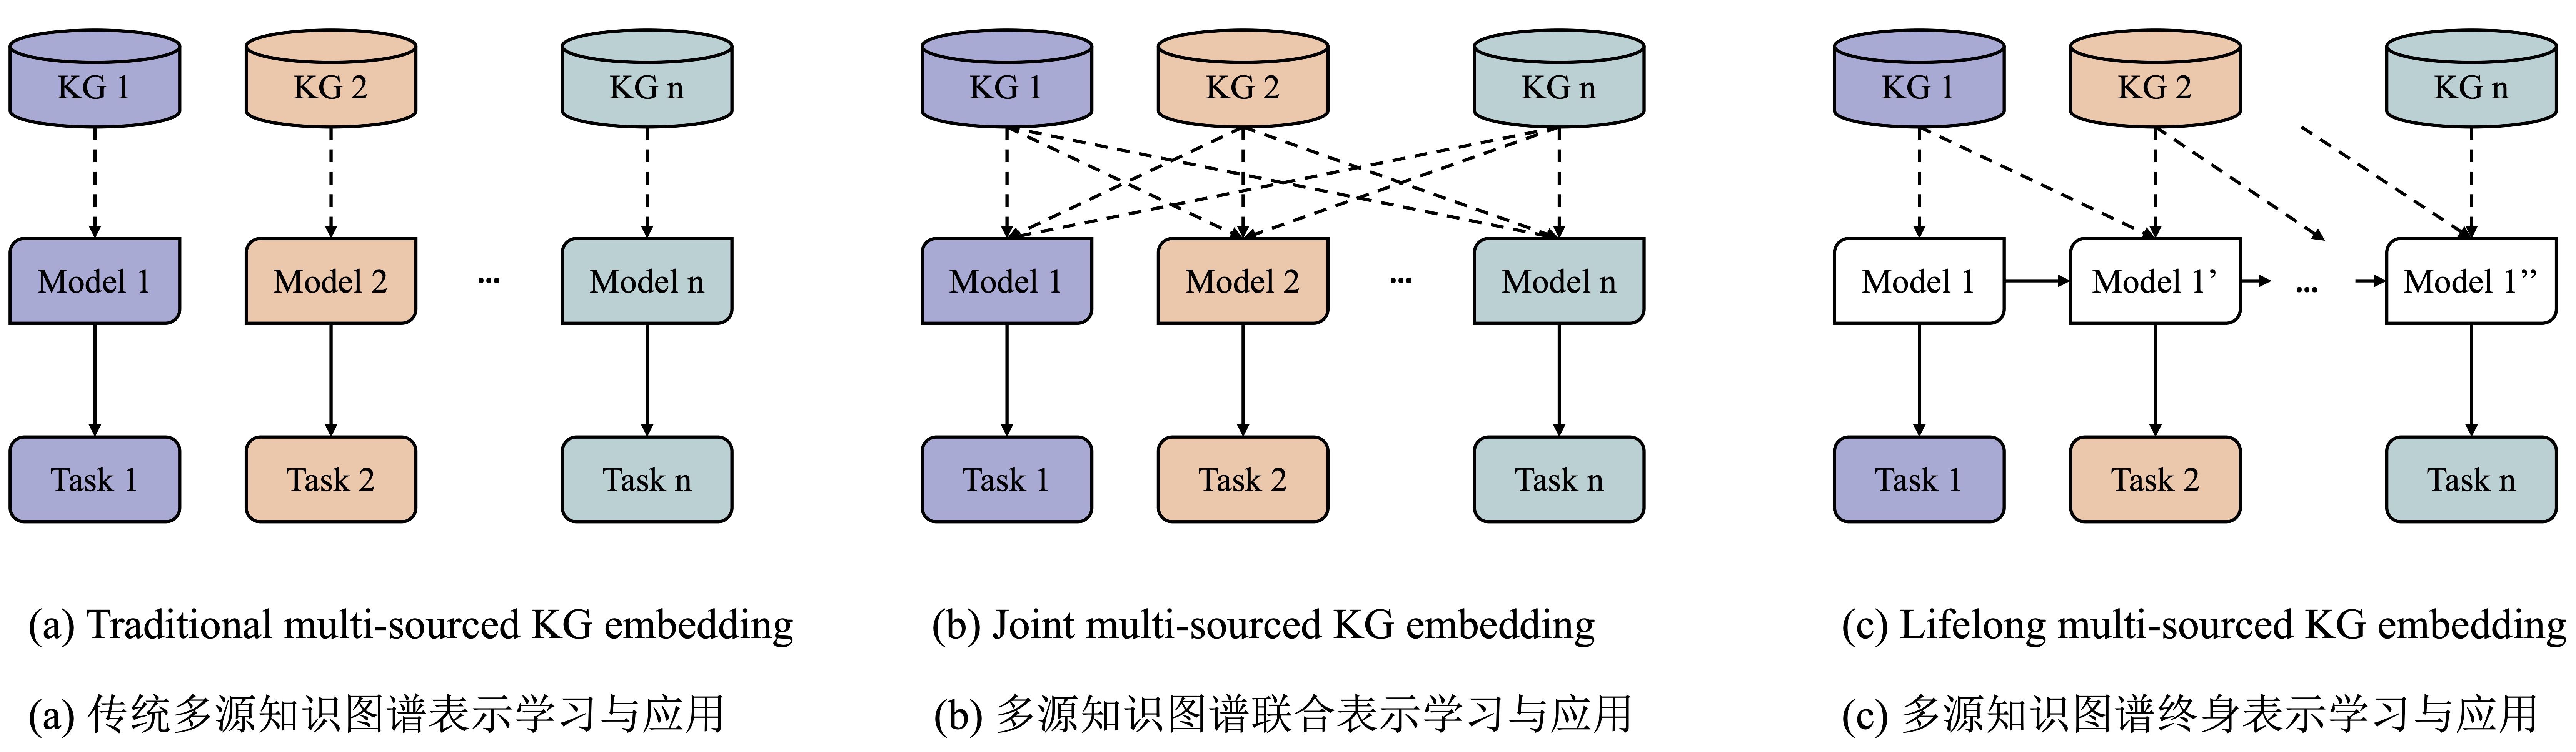 KG 1
KG 2
KG n
Model 1
Model 2
...
Model n
Task 1
Task 2
Task n
(a) Traditional multi-sourced KG embedding
(a) 传统多源知识图谱表示学习与应用
KG 1
KG 2
KG n
Model 1
Model 2
...
Model n
Task 1
Task 2
Task n
(b) Joint multi-sourced KG embedding
(b) 多源知识图谱联合表示学习与应用
KG 1
KG 2
KG n
Model 1
Model 1’
...
Model 1”
Task 1
Task 2
Task n
(c) Lifelong multi-sourced KG embedding
(c) 多源知识图谱终身表示学习与应用